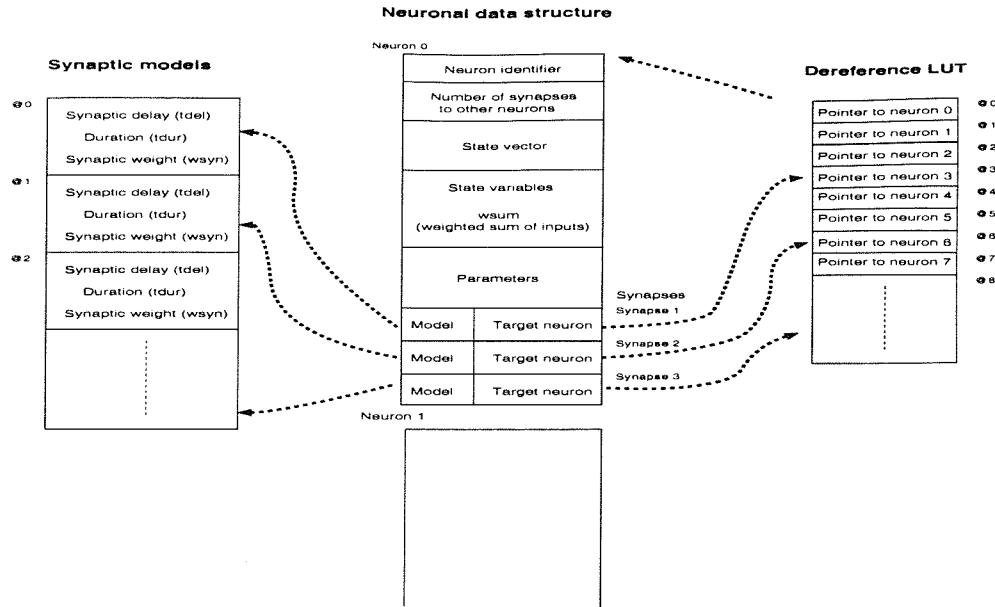 Neuronal data structure
Synaptic models
@0
Synaptic delay (tdel)
Duration (tdur)
Synaptic weight (wsyn)
@1
Synaptic delay (tdel)
Duration (tdur)
Synaptic weight (wsyn)
@2
Synaptic delay (tdel)
Duration (tdur)
Synaptic weight (wsyn)
Neuron 0
Neuron identifier
Number of synapses
to other neurons
State vector
State variables
wsum
(weighted sum of inputs)
Parameters
Synapses
Model Target neuron Synapse 1
Model Target neuron Synapse 2
Model Target neuron Synapse 3
Neuron 1
Dereference LUT
Pointer to neuron 0 @0
Pointer to neuron 1 @1
Pointer to neuron 2 @2
Pointer to neuron 3 @3
Pointer to neuron 4 @4
Pointer to neuron 5 @5
Pointer to neuron 6 @6
Pointer to neuron 7 @7
@8